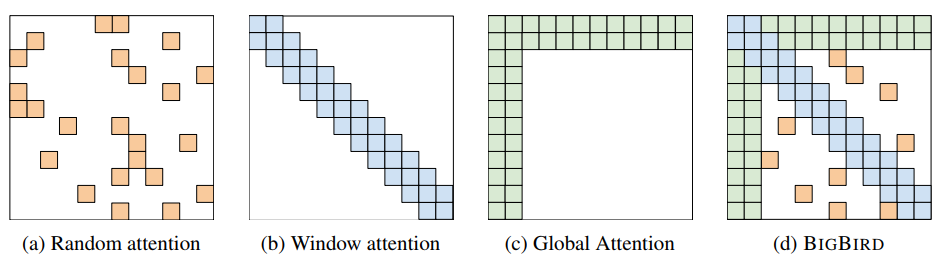 (a) Random attention
(b) Window attention
(c) Global Attention
(d) BIGBIRD